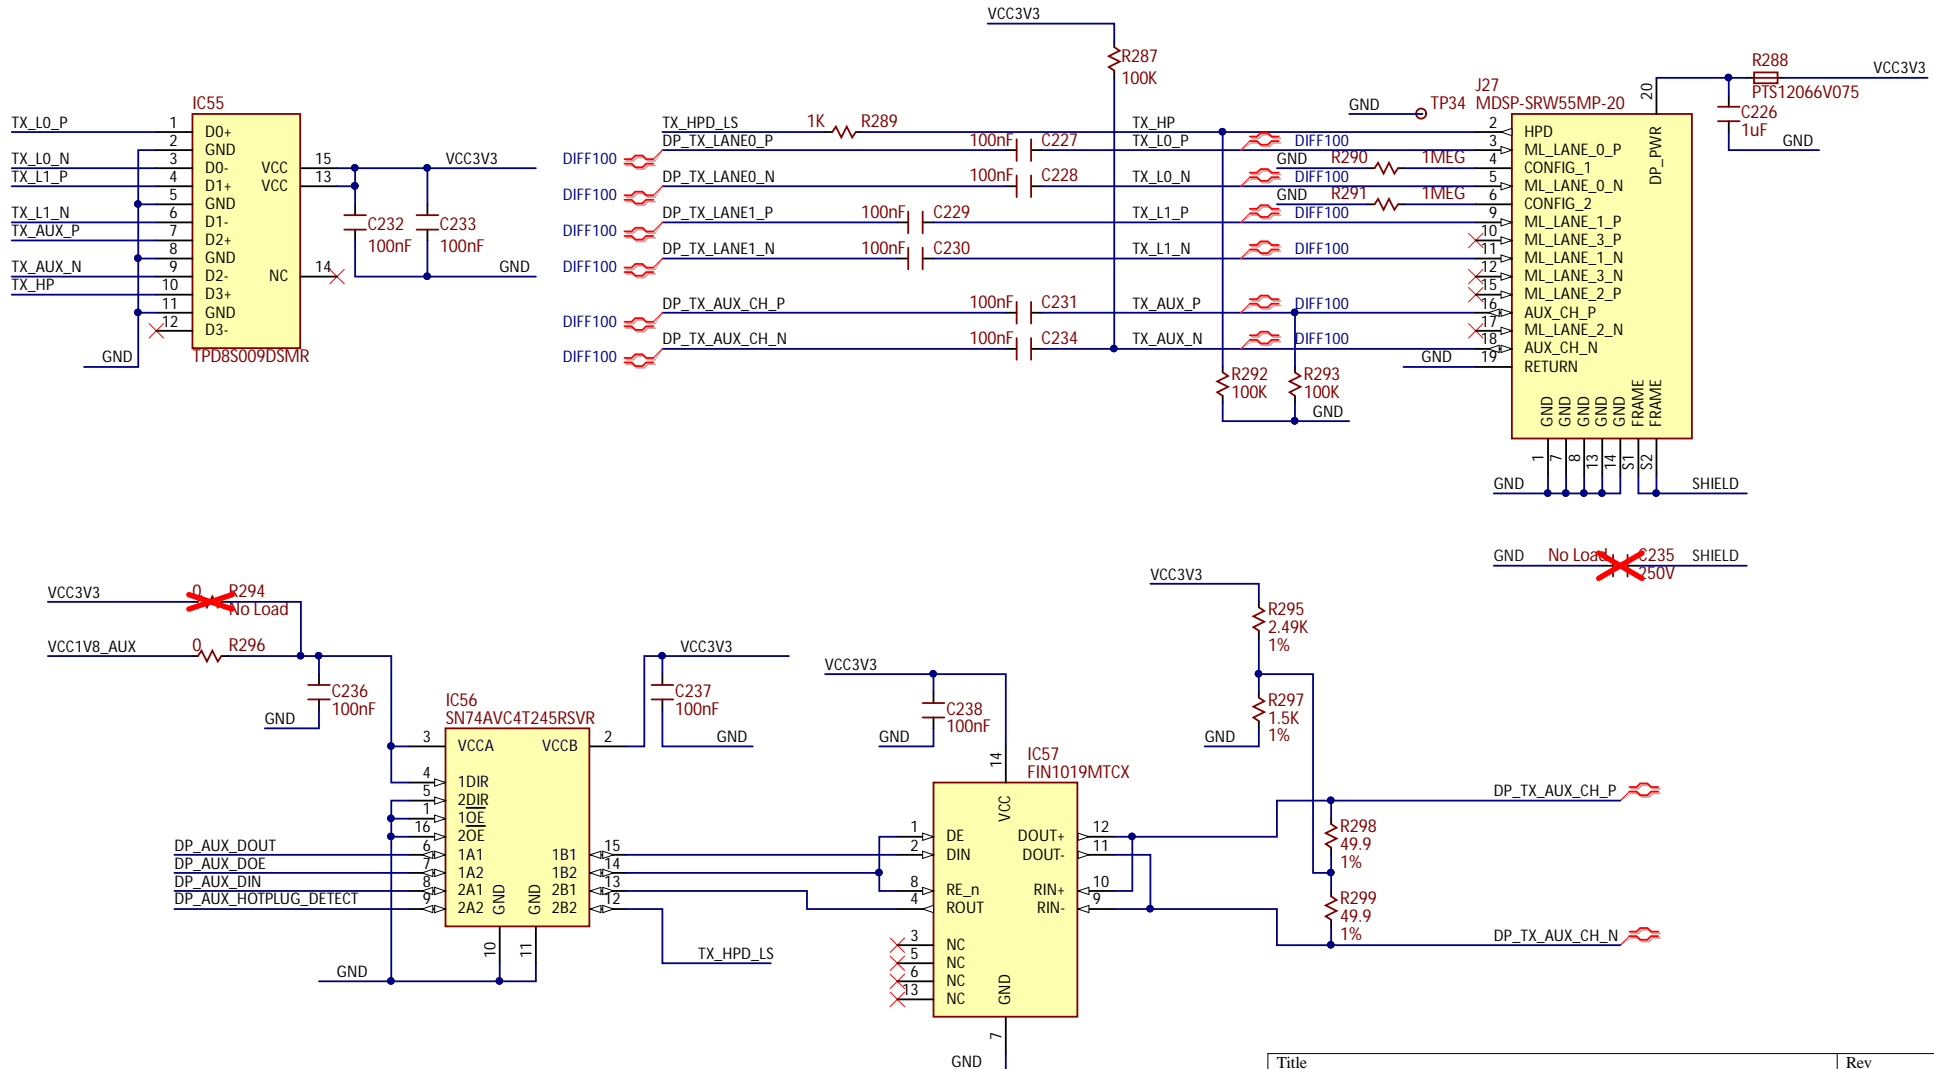 VCC3V3
R287
100K
R288
VCC3V3
PTS12066V075
C226
1uF
GND
J27
MDSP-SRW55MP-20
GND
TP34
20
DP_PWR
2
HPD
3
ML_LANE_0_P
4
CONFIG_1
5
ML_LANE_0_N
6
CONFIG_2
9
ML_LANE_1_P
10
ML_LANE_3_P
11
ML_LANE_1_N
12
ML_LANE_3_N
15
ML_LANE_2_P
16
AUX_CH_P
17
ML_LANE_2_N
18
AUX_CH_N
GND
19
RETURN
GND
GND
GND
GND
GND
FRAME
FRAME
1
7
8
13
14
S1
S2
GND
SHIELD
GND
No Load
C235
250V
SHIELD
IC55
TX_L0_P
1
D0+
2
GND
TX_L0_N
3
D0-
VCC
15
VCC3V3
TX_L1_P
4
D1+
VCC
13
5
GND
TX_L1_N
6
D1-
TX_AUX_P
7
D2+
8
GND
TX_AUX_N
9
D2-
NC
14
TX_HP
10
D3+
11
GND
12
D3-
GND
TPD8S009DSMR
C232
100nF
C233
100nF
GND
TX_HPD_LS
1K
R289
TX_HP
DIFF100
DP_TX_LANE0_P
100nF
C227
TX_L0_P
DIFF100
GND
R290
1MEG
DIFF100
DP_TX_LANE0_N
100nF
C228
TX_L0_N
DIFF100
GND
R291
1MEG
DIFF100
DP_TX_LANE1_P
100nF
C229
TX_L1_P
DIFF100
DIFF100
DP_TX_LANE1_N
100nF
C230
TX_L1_N
DIFF100
DIFF100
DP_TX_AUX_CH_P
100nF
C231
TX_AUX_P
DIFF100
DIFF100
DP_TX_AUX_CH_N
100nF
C234
TX_AUX_N
DIFF100
R292
100K
R293
100K
GND
VCC3V3
0
R294
No Load
VCC1V8_AUX
0
R296
C236
100nF
GND
IC56
SN74AVC4T245RSVR
VCC3V3
C237
100nF
GND
3
VCCA
VCCB
2
4
1DIR
5
2DIR
1
1OE
16
2OE
DP_AUX_DOUT
6
1A1
1B1
15
DP_AUX_DOE
7
1A2
1B2
14
DP_AUX_DIN
8
2A1
2B1
13
DP_AUX_HOTPLUG_DETECT
9
2A2
2B2
12
GND
GND
10
11
GND
TX_HPD_LS
VCC3V3
C238
100nF
GND
14
IC57
FIN1019MTCX
VCC
1
DE
DOUT+
12
2
DIN
DOUT-
11
8
RE_n
RIN+
10
4
ROUT
RIN-
9
3
NC
5
NC
6
NC
13
NC
GND
7
GND
VCC3V3
R295
2.49K
1%
R297
1.5K
1%
GND
DP_TX_AUX_CH_P
R298
49.9
1%
R299
49.9
1%
DP_TX_AUX_CH_N
Title
Rev